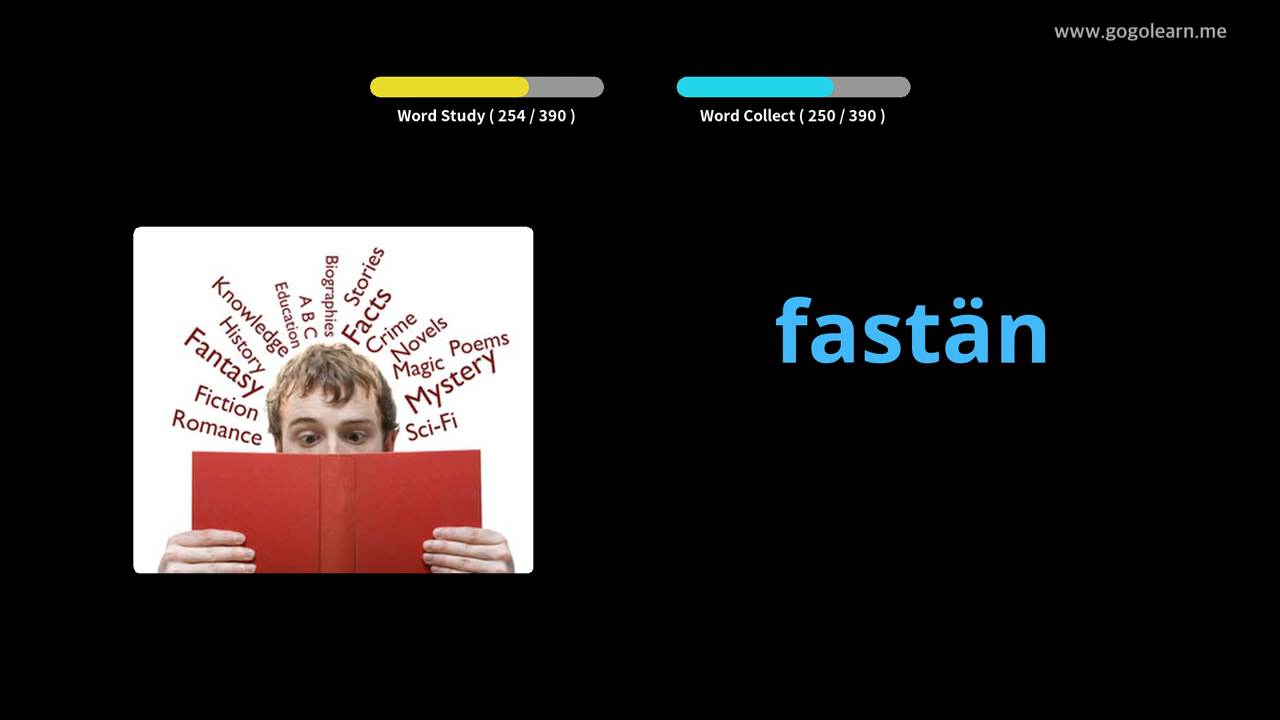 www.gogolearn.me
Word Study ( 254 / 390 )
Word Collect ( 250 / 390 )
Biographies
Stories
Education
A B C
Facts
Knowledge
Crime
History
Novels
Fantasy
Magic
Poems
Mystery
Fiction
Romance
Sci-Fi
fastän